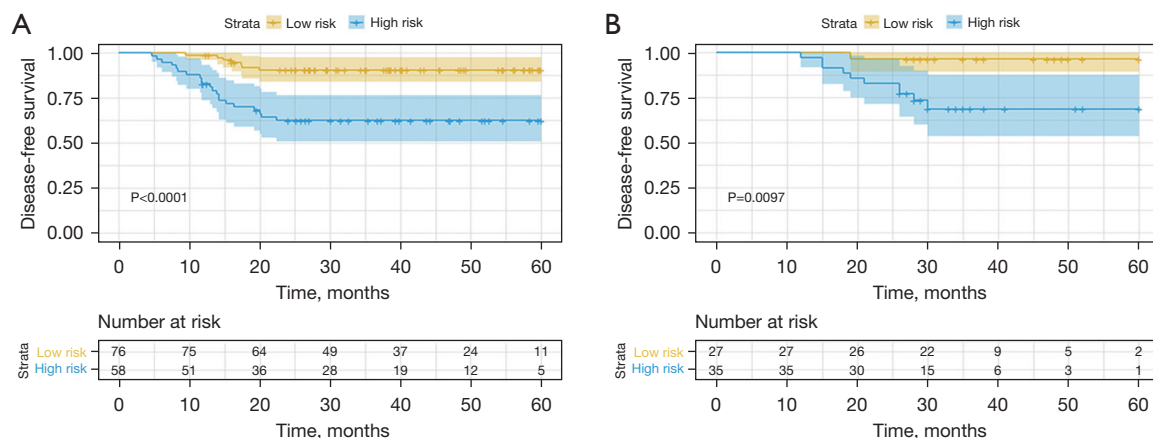 A
Strata Low risk High risk
Disease-free survival
1.00
0.75
0.50
0.25
0.00
P<0.0001
0 10 20 30 40 50 60
Time, months
Number at risk
Strata
Low risk 76 75 64 49 37 24 11
High risk 58 51 36 28 19 12 5
0 10 20 30 40 50 60
Time, months
B
Strata Low risk High risk
Disease-free survival
1.00
0.75
0.50
0.25
0.00
P=0.0097
0 10 20 30 40 50 60
Time, months
Number at risk
Strata
Low risk 27 27 26 22 9 5 2
High risk 35 35 30 15 6 3 1
0 10 20 30 40 50 60
Time, months